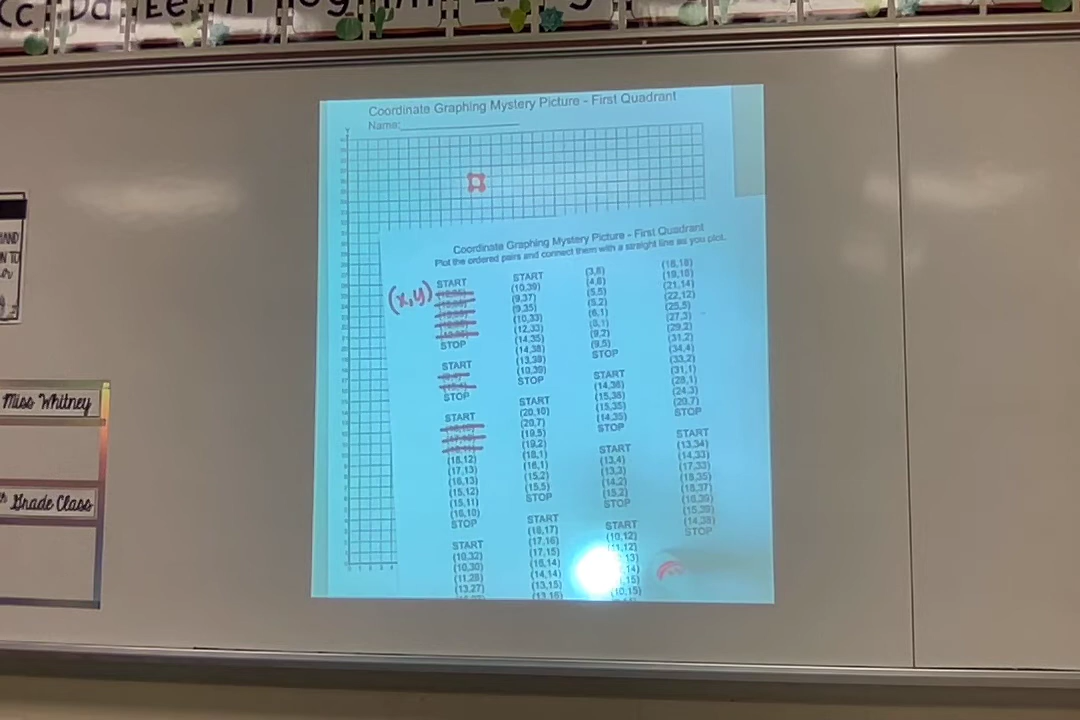 Cc Dd Ee
Coordinate Graphing Mystery Picture - First Quadrant
Name:
Coordinate Graphing Mystery Picture - First Quadrant
Plot the ordered pairs and connect them with a straight line as you plot.
(x,y)
START
STOP
START
STOP
START
(18,12)
(17,13)
(16,13)
(15,12)
(15,11)
(16,10)
STOP
START
(10,32)
(10,30)
(11,28)
(13,27)
START
(10,39)
(9,37)
(9,35)
(10,33)
(12,33)
(14,35)
(14,38)
(13,39)
(10,39)
STOP
START
(20,10)
(20,7)
(19,5)
(19,2)
(18,1)
(16,1)
(15,2)
(15,5)
STOP
START
(16,17)
(17,16)
(17,15)
(16,14)
(14,14)
(13,15)
(13,16)
(3,6)
(4,6)
(5,5)
(5,2)
(6,1)
(8,1)
(9,2)
(9,5)
STOP
START
(14,36)
(15,36)
(15,35)
(14,35)
STOP
START
(13,4)
(13,3)
(14,2)
(15,2)
STOP
START
(10,12)
(11,12)
13)
14)
15)
(10,15)
(18,18)
(19,18)
(21,14)
(22,12)
(25,5)
(27,3)
(29,2)
(31,2)
(34,4)
(33,2)
(31,1)
(28,1)
(24,3)
(20,7)
STOP
START
(13,34)
(14,33)
(17,33)
(18,35)
(18,37)
(16,39)
(15,39)
(14,38)
STOP
Miss Whitney
Grade Class